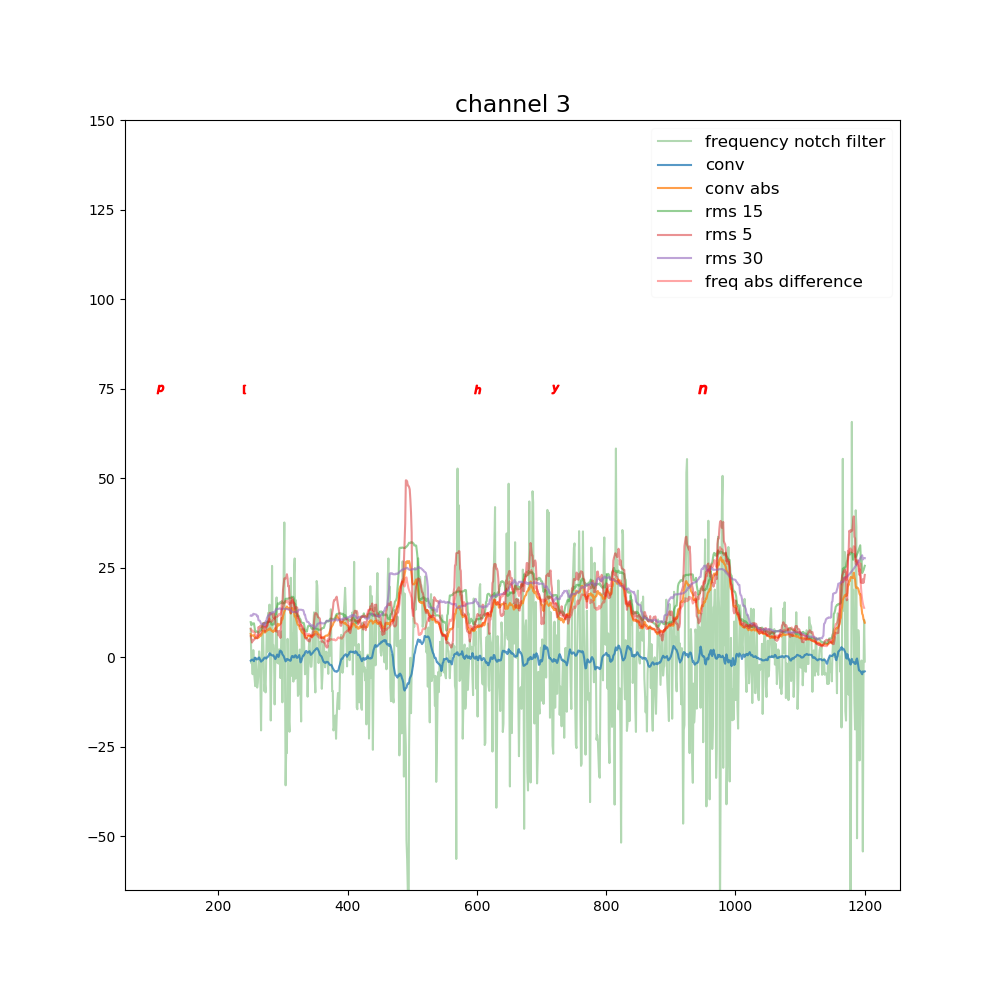 channel 3
150
125
100
75
50
25
0
−25
−50
frequency notch filter
conv
conv abs
rms 15
rms 5
rms 30
freq abs difference
p h y n
200 400 600 800 1000 1200